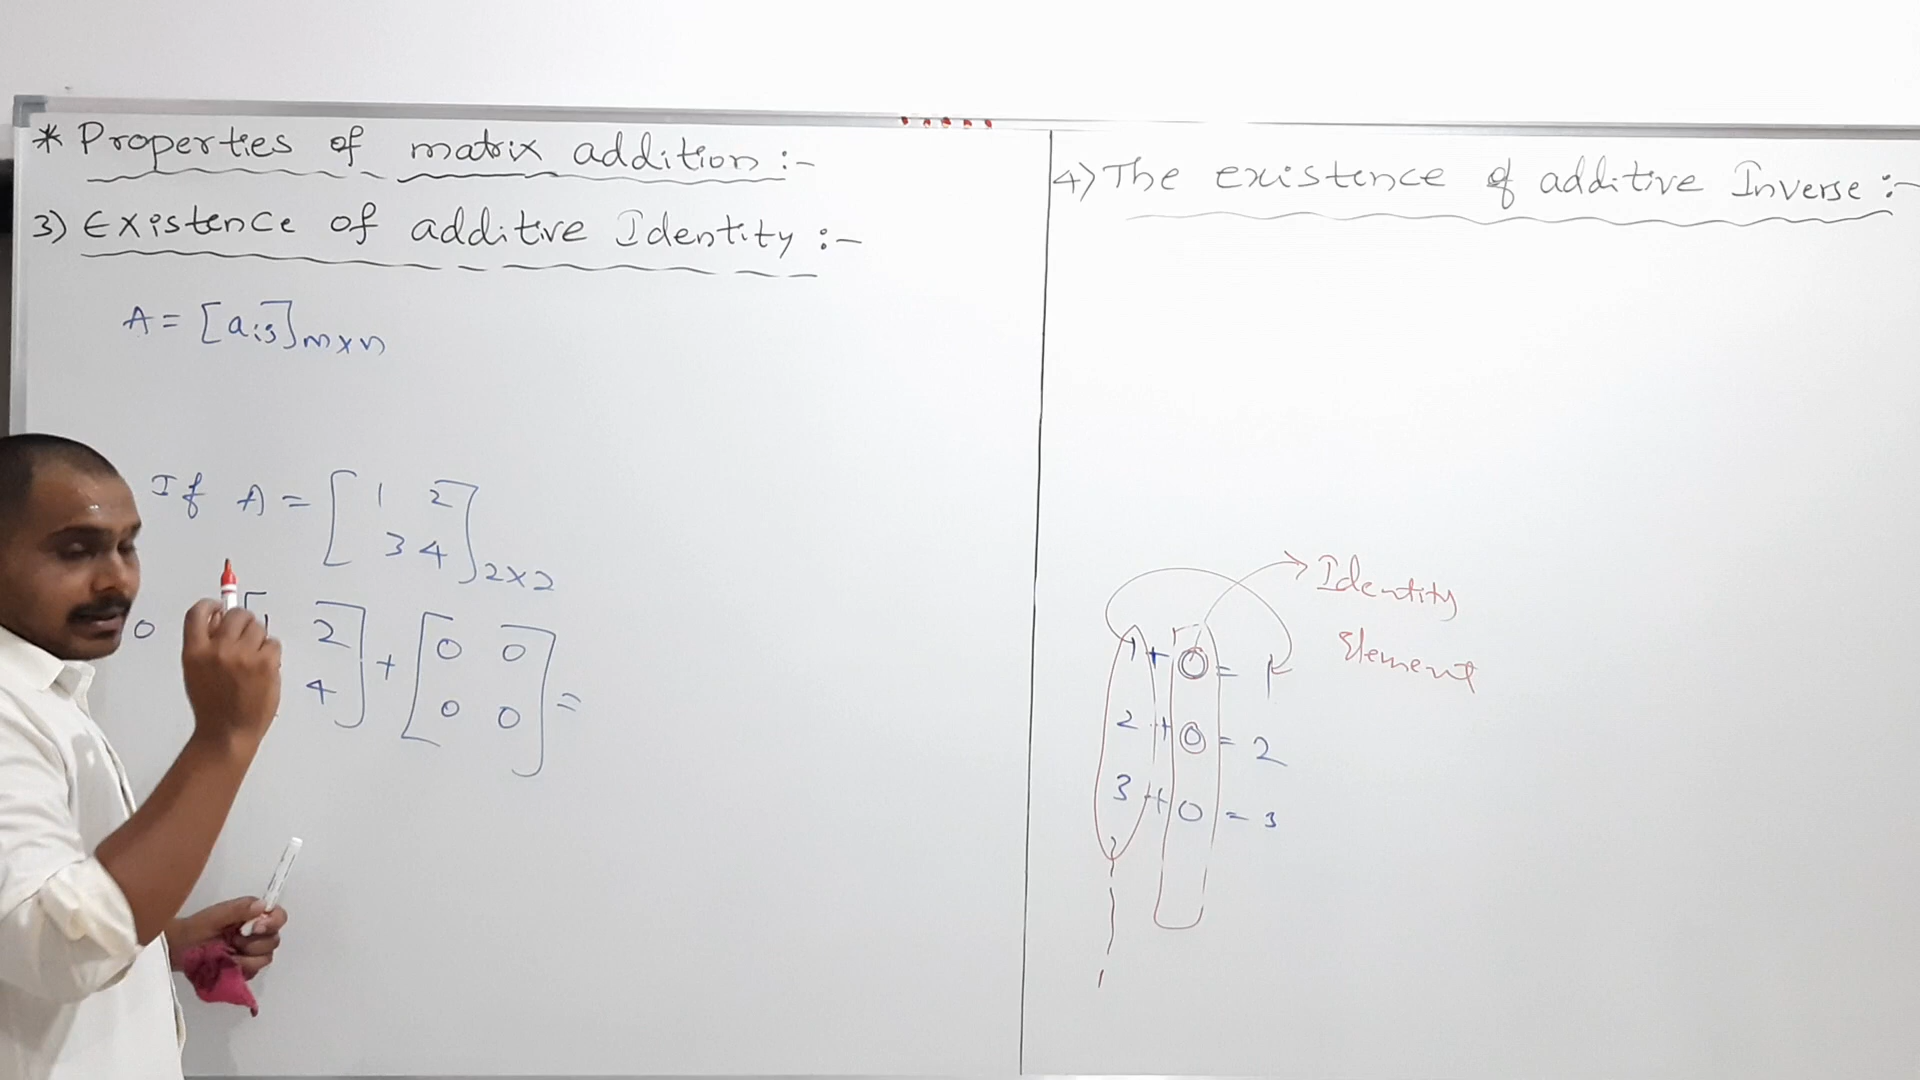 * Properties of matrix addition :-
3) Existence of additive Identity :-
A = [aij]m×n
If A = [ 1 2
3 4 ]2×2
2 + [ 0 0
4 ] 0 0 ] =
4) The existence of additive Inverse :-
Identity
Element
1 + 0 = 1
2 + 0 = 2
3 + 0 = 3